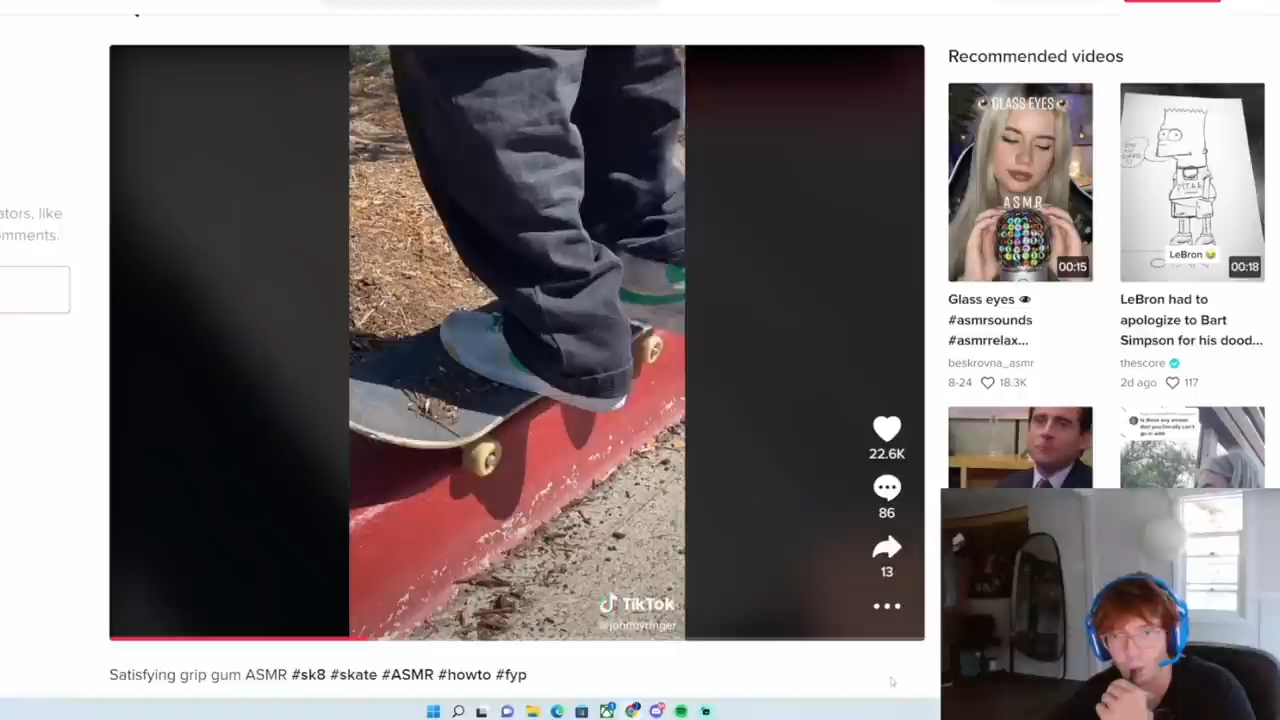 Recommended videos
GLASS EYES
ASMR
00:15
LeBron
00:18
Glass eyes
#asmrsounds
#asmrrelax...
beskrovna_asmr
8-24 18.3K
LeBron had to
apologize to Bart
Simpson for his dood...
thescore
2d ago 117
ators, like
mments.
22.6K
86
13
TikTok
@johnnyringer
Satisfying grip gum ASMR #sk8 #skate #ASMR #howto #fyp